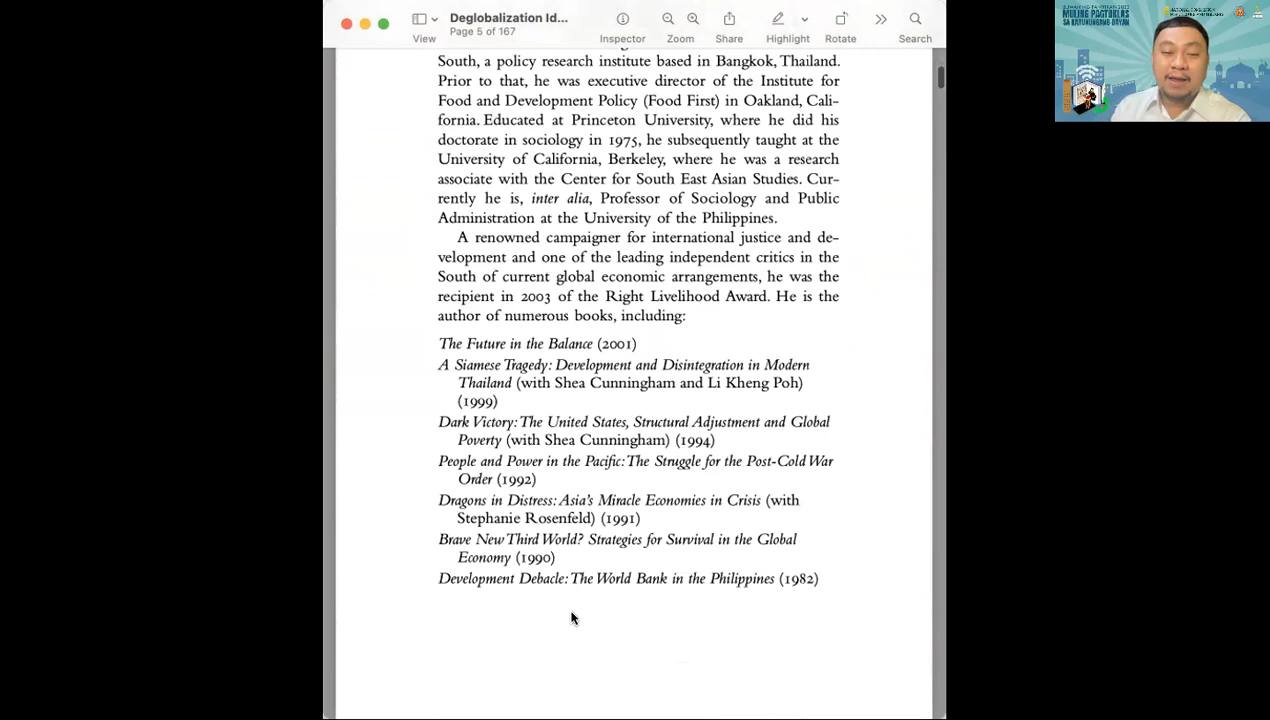 Deglobalization Id...
Page 5 of 167
View
Inspector
Zoom
Share
Highlight
Rotate
Search
South, a policy research institute based in Bangkok, Thailand.
Prior to that, he was executive director of the Institute for
Food and Development Policy (Food First) in Oakland, Cali-
fornia. Educated at Princeton University, where he did his
doctorate in sociology in 1975, he subsequently taught at the
University of California, Berkeley, where he was a research
associate with the Center for South East Asian Studies. Cur-
rently he is, inter alia, Professor of Sociology and Public
Administration at the University of the Philippines.
A renowned campaigner for international justice and de-
velopment and one of the leading independent critics in the
South of current global economic arrangements, he was the
recipient in 2003 of the Right Livelihood Award. He is the
author of numerous books, including:
The Future in the Balance (2001)
A Siamese Tragedy: Development and Disintegration in Modern
Thailand (with Shea Cunningham and Li Kheng Poh)
(1999)
Dark Victory: The United States, Structural Adjustment and Global
Poverty (with Shea Cunningham) (1994)
People and Power in the Pacific: The Struggle for the Post-Cold War
Order (1992)
Dragons in Distress: Asia's Miracle Economies in Crisis (with
Stephanie Rosenfeld) (1991)
Brave New Third World? Strategies for Survival in the Global
Economy (1990)
Development Debacle: The World Bank in the Philippines (1982)
MULING PAGTUKLAS